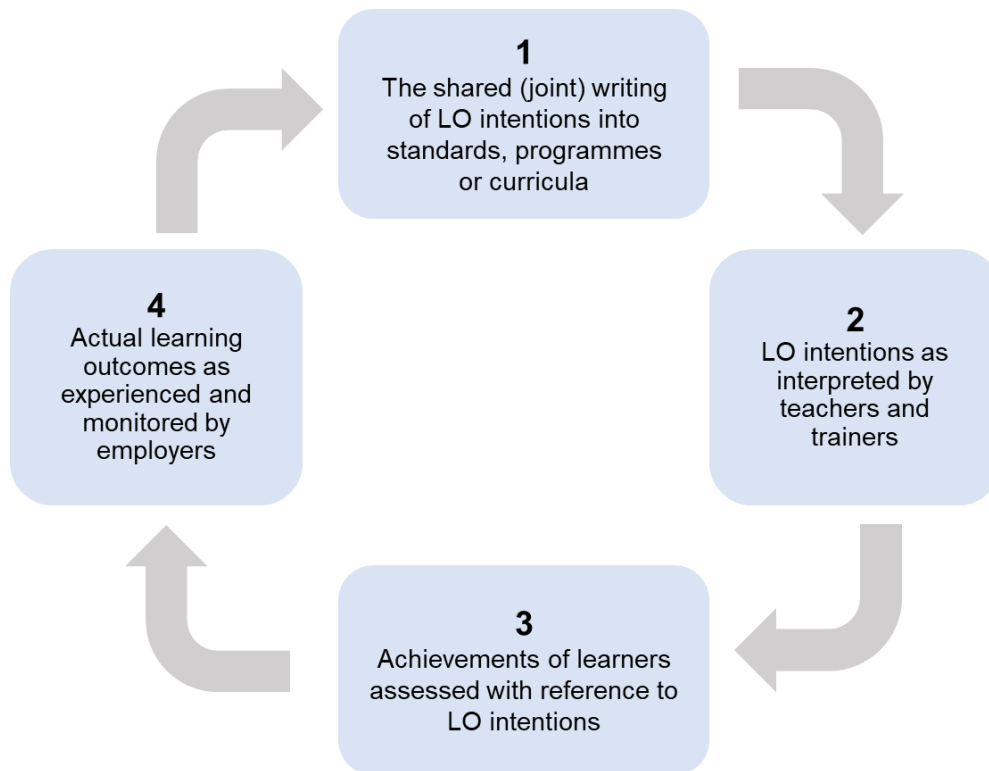 1
The shared (joint) writing
of LO intentions into
standards, programmes
or curricula
2
LO intentions as
interpreted by
teachers and
trainers
3
Achievements of learners
assessed with reference to
LO intentions
4
Actual learning
outcomes as
experienced and
monitored by
employers